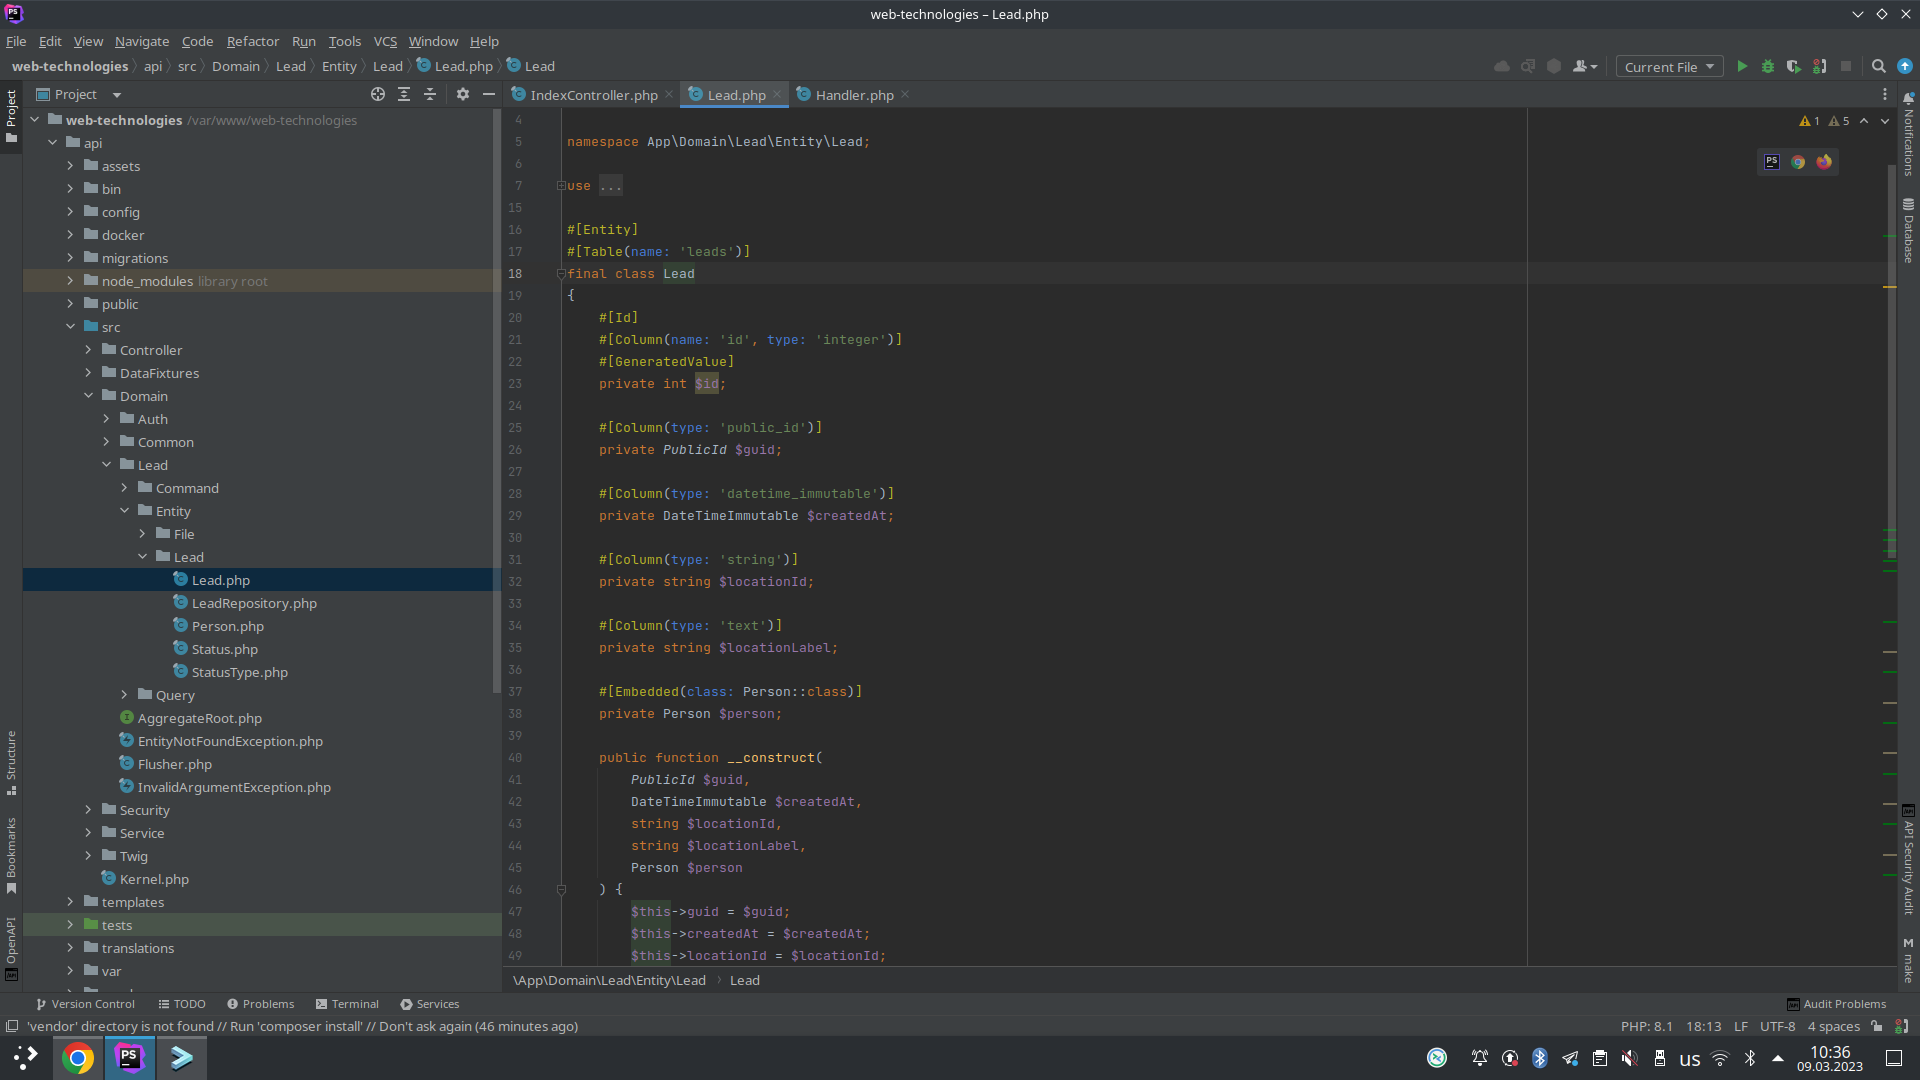 web-technologies – Lead.php
File Edit View Navigate Code Refactor Run Tools VCS Window Help
web-technologies api src Domain Lead Entity Lead Lead.php Lead
Current File
Project
IndexController.php Lead.php Handler.php
web-technologies /var/www/web-technologies
api
assets
bin
config
docker
migrations
node_modules library root
public
src
Controller
DataFixtures
Domain
Auth
Common
Lead
Command
Entity
File
Lead
Lead.php
LeadRepository.php
Person.php
Status.php
StatusType.php
Query
AggregateRoot.php
EntityNotFoundException.php
Flusher.php
InvalidArgumentException.php
Security
Service
Twig
Kernel.php
templates
tests
translations
var
Project
Structure
Bookmarks
OpenAPI
1 5
4
5 namespace App\Domain\Lead\Entity\Lead;
6
7 use ...
15
16 #[Entity]
17 #[Table(name: 'leads')]
18 final class Lead
19 {
20 #[Id]
21 #[Column(name: 'id', type: 'integer')]
22 #[GeneratedValue]
23 private int $id;
24
25 #[Column(type: 'public_id')]
26 private PublicId $guid;
27
28 #[Column(type: 'datetime_immutable')]
29 private DateTimeImmutable $createdAt;
30
31 #[Column(type: 'string')]
32 private string $locationId;
33
34 #[Column(type: 'text')]
35 private string $locationLabel;
36
37 #[Embedded(class: Person::class)]
38 private Person $person;
39
40 public function __construct(
41 PublicId $guid,
42 DateTimeImmutable $createdAt,
43 string $locationId,
44 string $locationLabel,
45 Person $person
46 ) {
47 $this->guid = $guid;
48 $this->createdAt = $createdAt;
49 $this->locationId = $locationId;
\App\Domain\Lead\Entity\Lead Lead
Notifications
Database
API Security Audit
make
Version Control TODO Problems Terminal Services
Audit Problems
'vendor' directory is not found // Run 'composer install' // Don't ask again (46 minutes ago)
PHP: 8.1 18:13 LF UTF-8 4 spaces
us
10:36
09.03.2023